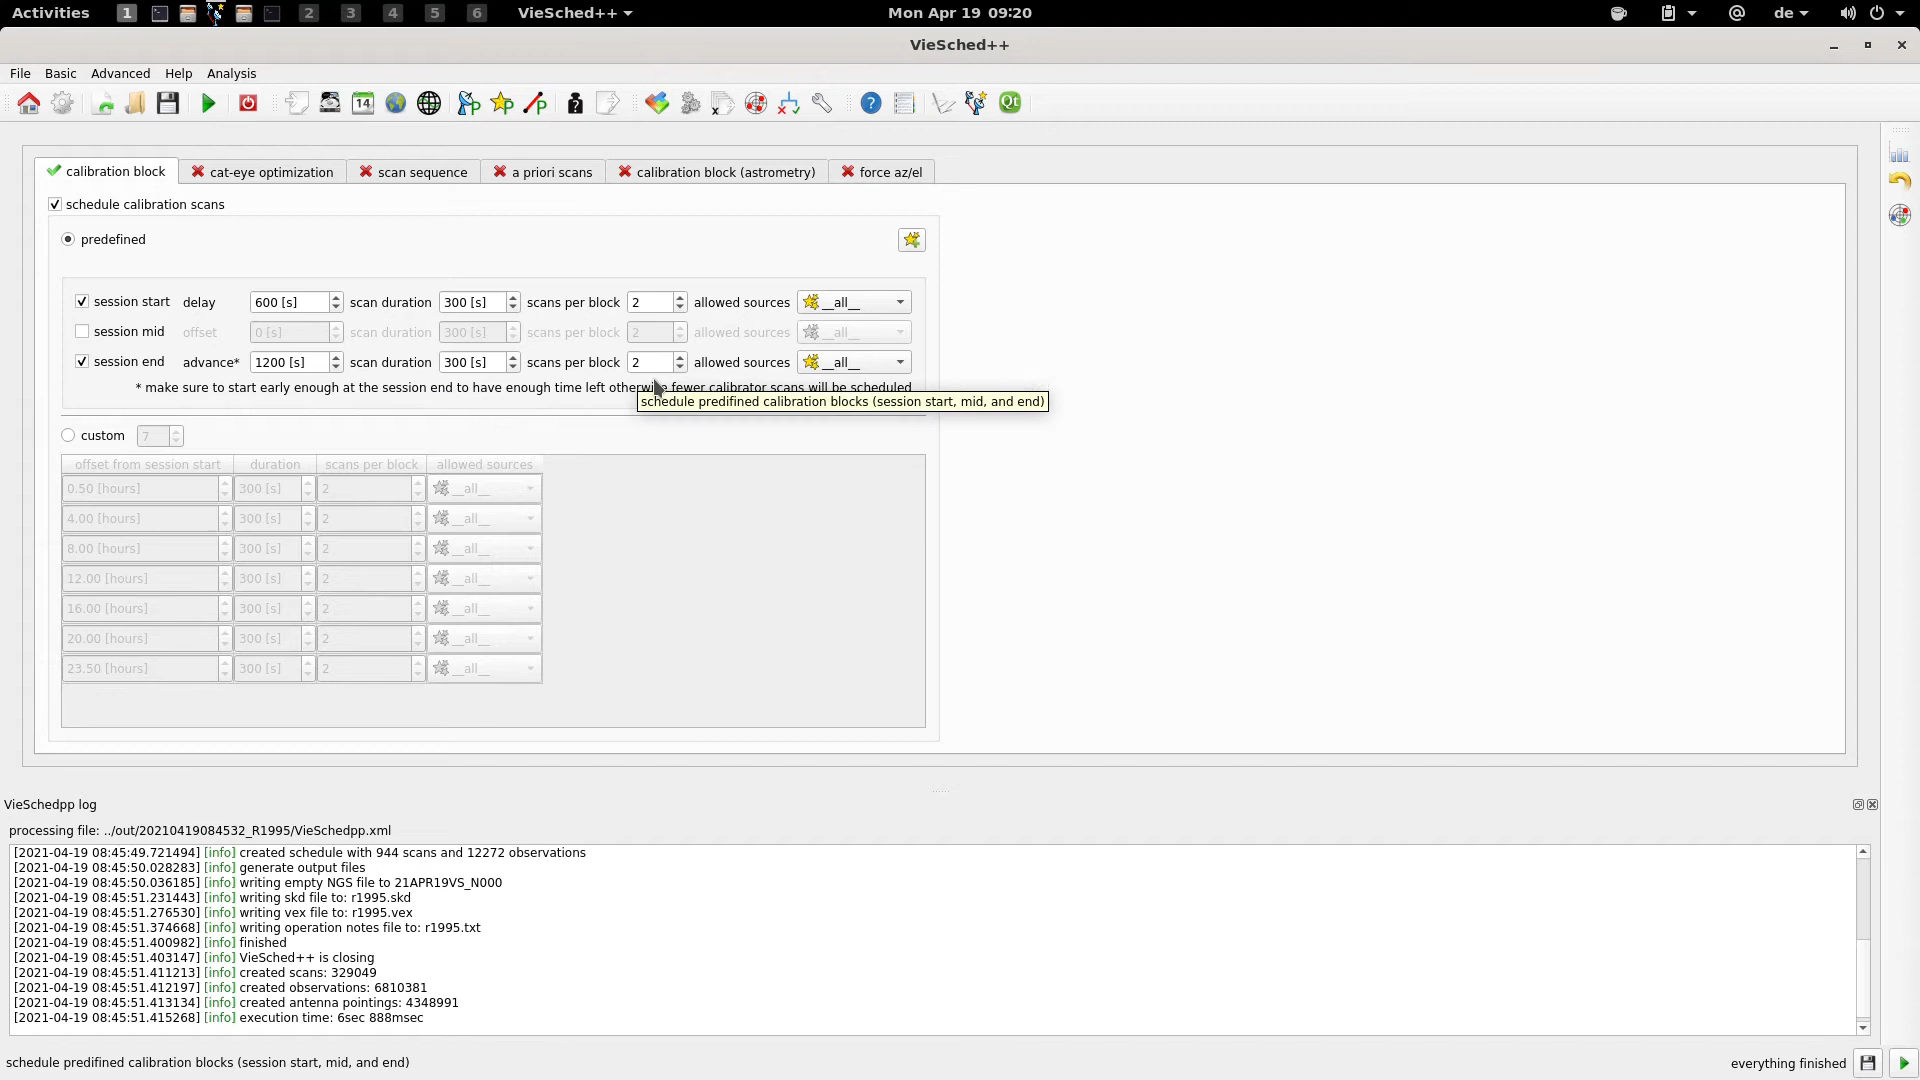 Activities 1 2 3 4 5 6 VieSched++ Mon Apr 19 09:20 @ de
VieSched++
File Basic Advanced Help Analysis
14 P P P ? Qt
calibration block cat-eye optimization scan sequence a priori scans calibration block (astrometry) force az/el
schedule calibration scans
predefined
session start delay 600 [s] scan duration 300 [s] scans per block 2 allowed sources __all__
session mid offset 0 [s] scan duration 300 [s] scans per block 2 allowed sources __all__
session end advance* 1200 [s] scan duration 300 [s] scans per block 2 allowed sources __all__
* make sure to start early enough at the session end to have enough time left otherwise fewer calibrator scans will be scheduled
schedule predifined calibration blocks (session start, mid, and end)
custom 7
offset from session start duration scans per block allowed sources
0.50 [hours] 300 [s] 2 __all__
4.00 [hours] 300 [s] 2 __all__
8.00 [hours] 300 [s] 2 __all__
12.00 [hours] 300 [s] 2 __all__
16.00 [hours] 300 [s] 2 __all__
20.00 [hours] 300 [s] 2 __all__
23.50 [hours] 300 [s] 2 __all__
VieSchedpp log
processing file: ../out/20210419084532_R1995/VieSchedpp.xml
[2021-04-19 08:45:49.721494] [info] created schedule with 944 scans and 12272 observations
[2021-04-19 08:45:50.028283] [info] generate output files
[2021-04-19 08:45:50.036185] [info] writing empty NGS file to 21APR19VS_N000
[2021-04-19 08:45:51.231443] [info] writing skd file to: r1995.skd
[2021-04-19 08:45:51.276530] [info] writing vex file to: r1995.vex
[2021-04-19 08:45:51.374668] [info] writing operation notes file to: r1995.txt
[2021-04-19 08:45:51.400982] [info] finished
[2021-04-19 08:45:51.403147] [info] VieSched++ is closing
[2021-04-19 08:45:51.411213] [info] created scans: 329049
[2021-04-19 08:45:51.412197] [info] created observations: 6810381
[2021-04-19 08:45:51.413134] [info] created antenna pointings: 4348991
[2021-04-19 08:45:51.415268] [info] execution time: 6sec 888msec
schedule predifined calibration blocks (session start, mid, and end) everything finished